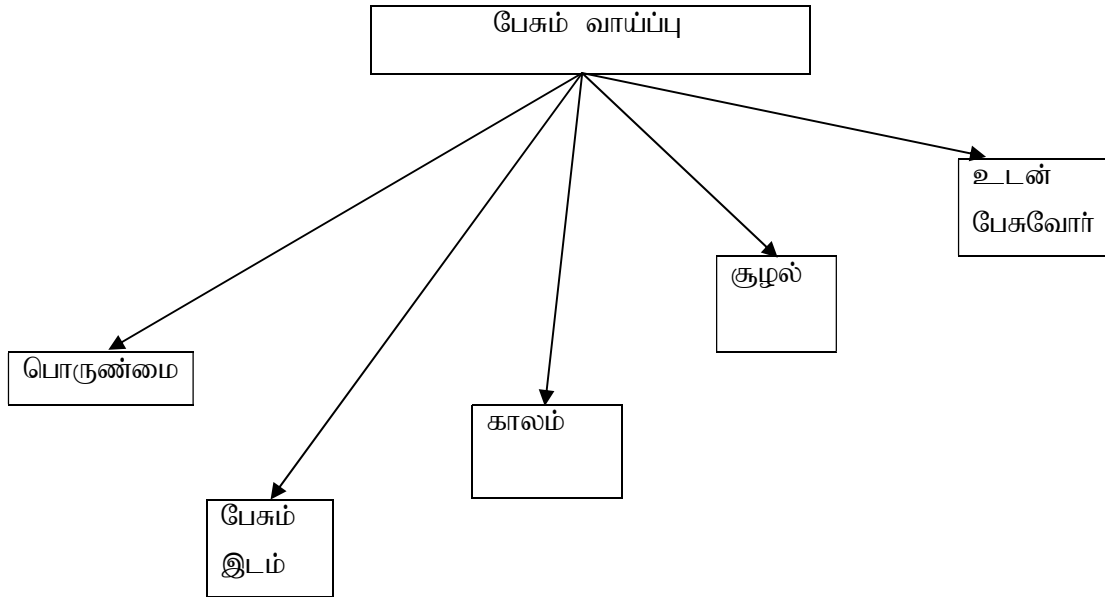 பேசும் வாய்ப்பு
உடன்
பேசுவோர்
சூழல்
பொருண்மை
காலம்
பேசும்
இடம்